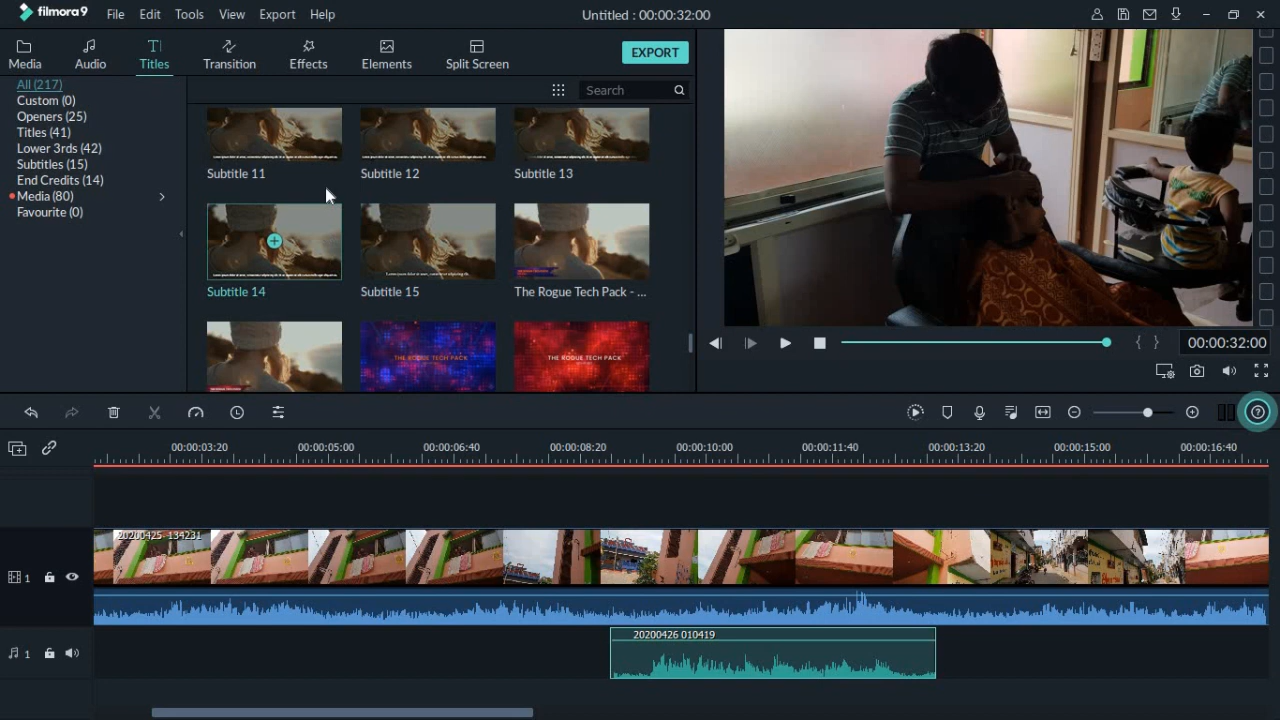 filmora9 File Edit Tools View Export Help Untitled : 00:00:32:00
Media Audio Titles Transition Effects Elements Split Screen EXPORT
All (217)
Custom (0)
Openers (25)
Titles (41)
Lower 3rds (42)
Subtitles (15)
End Credits (14)
Media (80)
Favourite (0)
Search
Subtitle 11 Subtitle 12 Subtitle 13
Subtitle 14 Subtitle 15 The Rogue Tech Pack - ...
THE ROGUE TECH PACK THE ROGUE TECH PACK
00:00:32:00
00:00:03:20 00:00:05:00 00:00:06:40 00:00:08:20 00:00:10:00 00:00:11:40 00:00:13:20 00:00:15:00 00:00:16:40
20200425_134231
1
20200426 010419
1